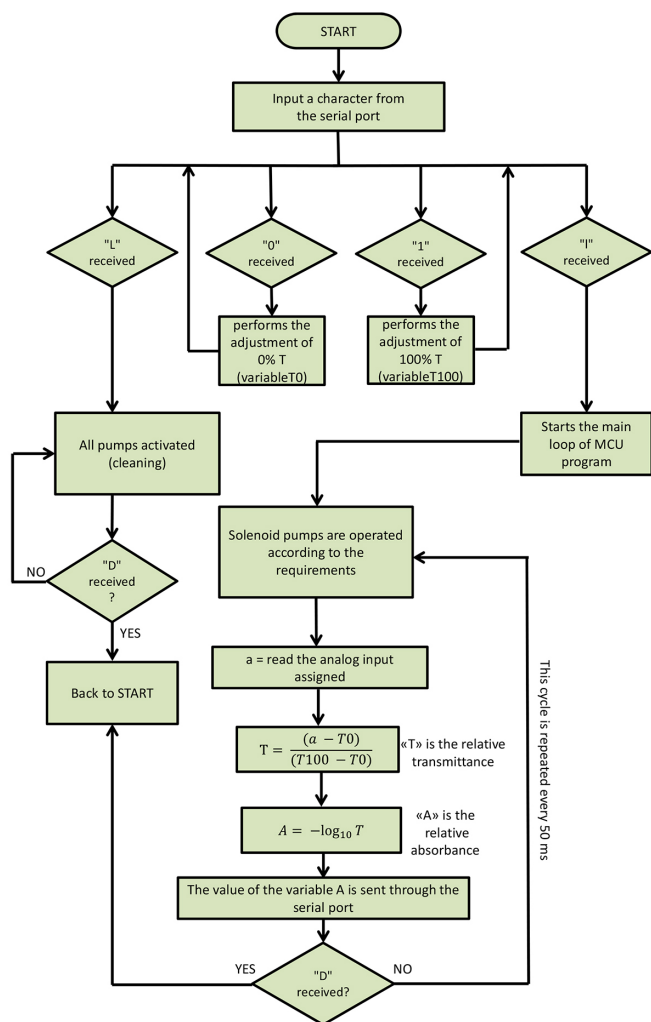 START
Input a character from
the serial port
"L"
received
"0"
received
"1"
received
"I"
received
performs the
adjustment of
0% T
(variableT0)
performs the
adjustment of
100% T
(variableT100)
All pumps activated
(cleaning)
Starts the main
loop of MCU
program
Solenoid pumps are operated
according to the
requirements
NO
"D"
received
?
YES
Back to START
a = read the analog input
assigned
T = (a − T0) / (T100 − T0)
«T» is the relative
transmittance
A = −log₁₀ T
«A» is the
relative
absorbance
This cycle is repeated every 50 ms
The value of the variable A is sent through the
serial port
YES
"D"
received?
NO